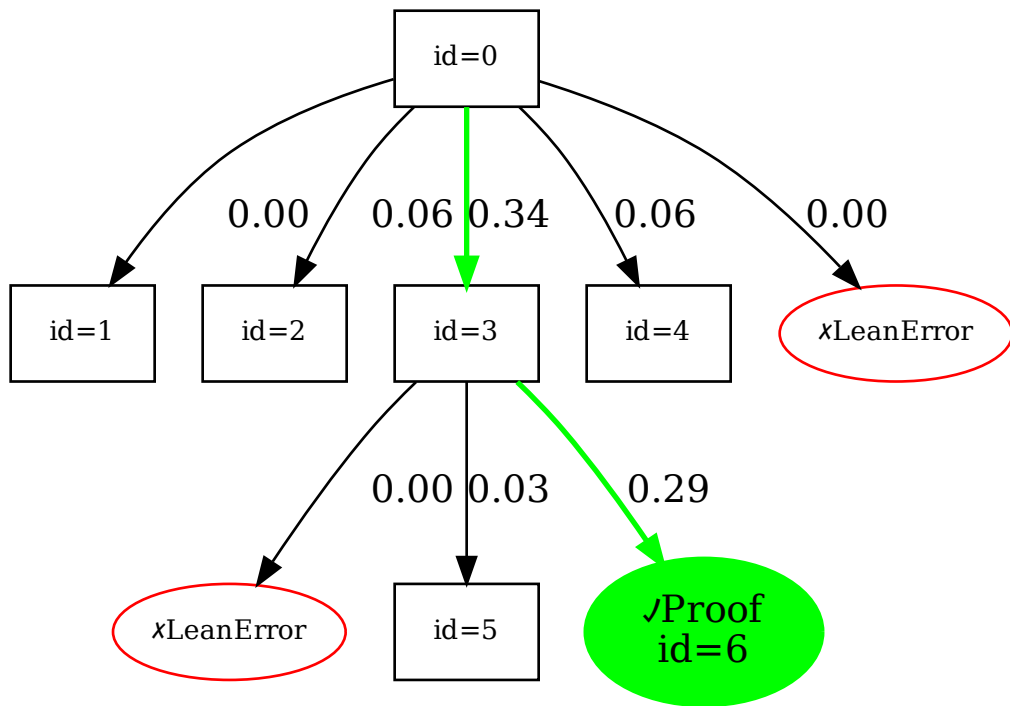 id=0
0.00
0.06
0.34
0.06
0.00
id=1
id=2
id=3
id=4
✗LeanError
0.00
0.03
0.29
✗LeanError
id=5
✓Proof
id=6